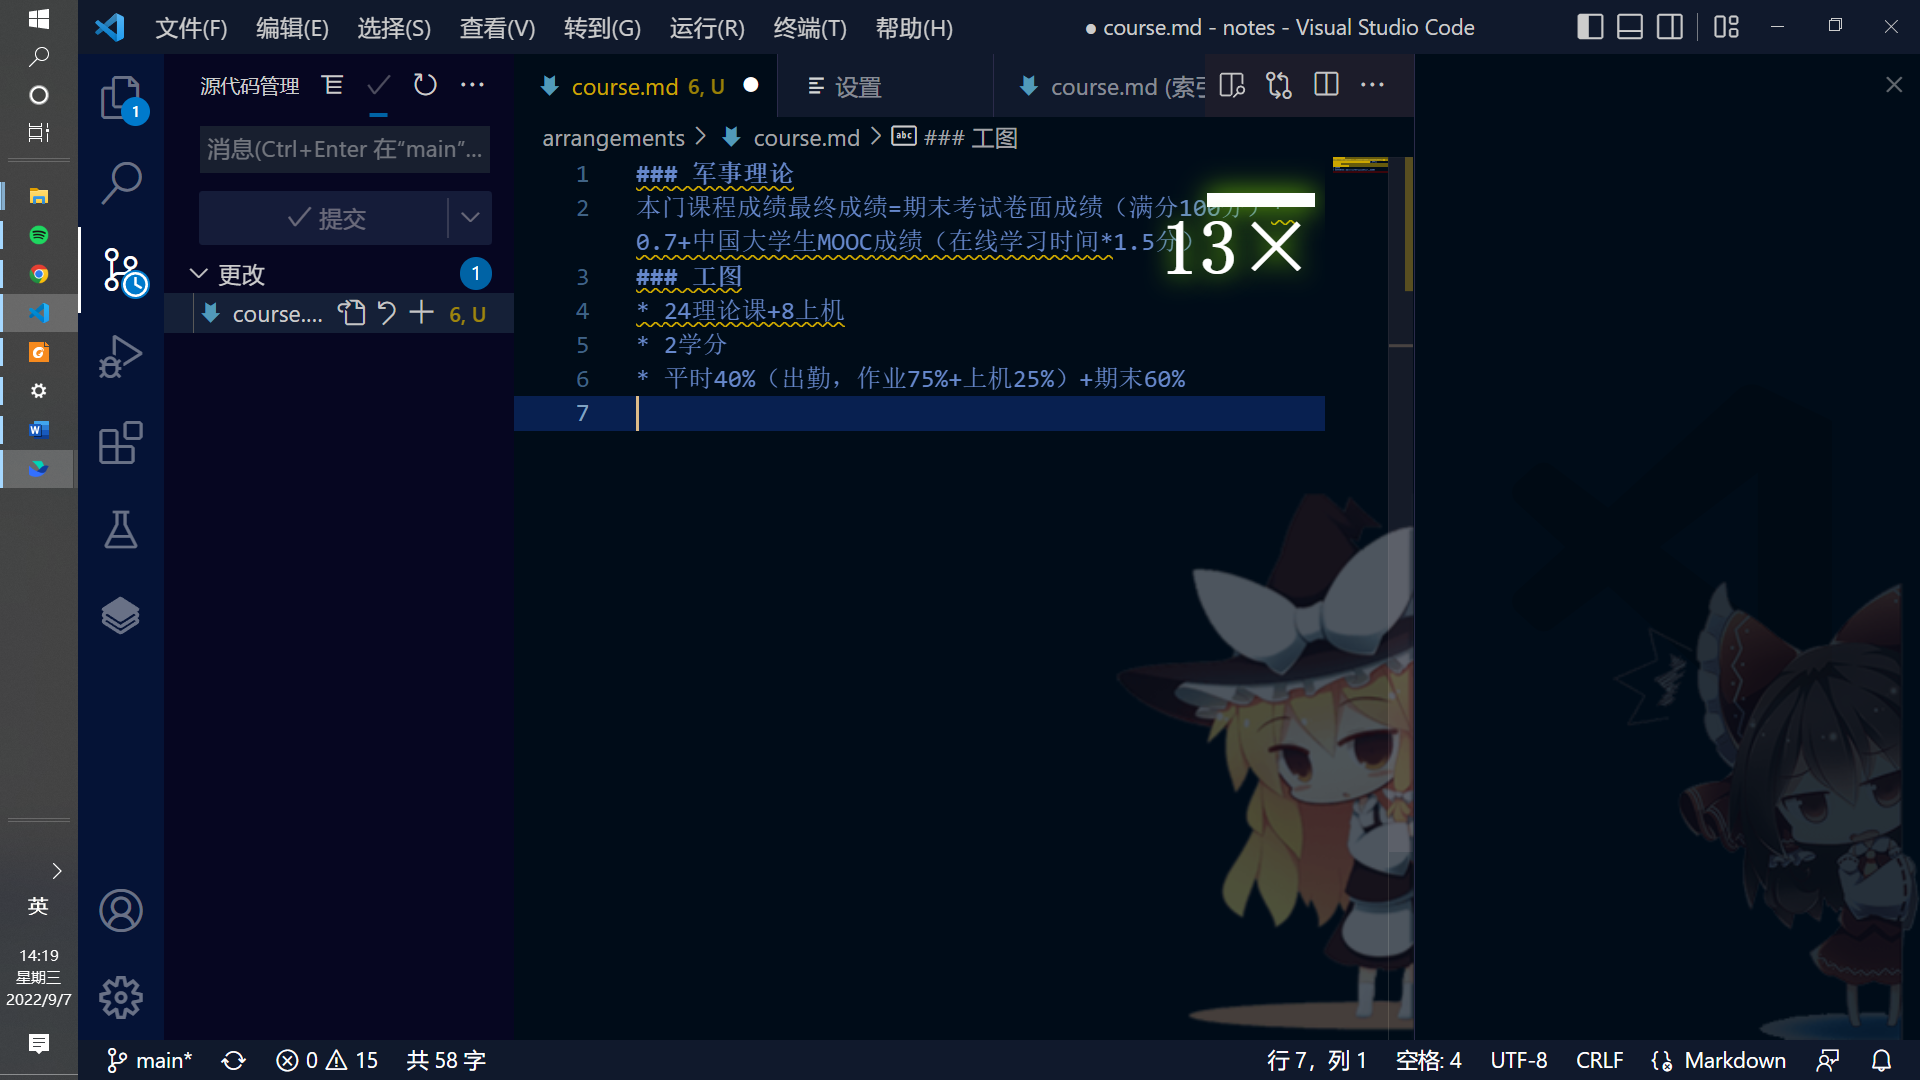 文件(F) 编辑(E) 选择(S) 查看(V) 转到(G) 运行(R) 终端(T) 帮助(H) ● course.md - notes - Visual Studio Code
源代码管理
course.md 6, U ● 设置 course.md (索引
1
消息(Ctrl+Enter 在“main”...
arrangements > course.md > ### 工图
提交
更改 1
course.... 6, U
1 ### 军事理论
2 本门课程成绩最终成绩=期末考试卷面成绩（满分100分）*
0.7+中国大学生MOOC成绩（在线学习时间*1.5分）
13×
3 ### 工图
4 * 24理论课+8上机
5 * 2学分
6 * 平时40%（出勤，作业75%+上机25%）+期末60%
7
英
14:19
星期三
2022/9/7
main* 0 15 共 58 字 行 7，列 1 空格: 4 UTF-8 CRLF Markdown